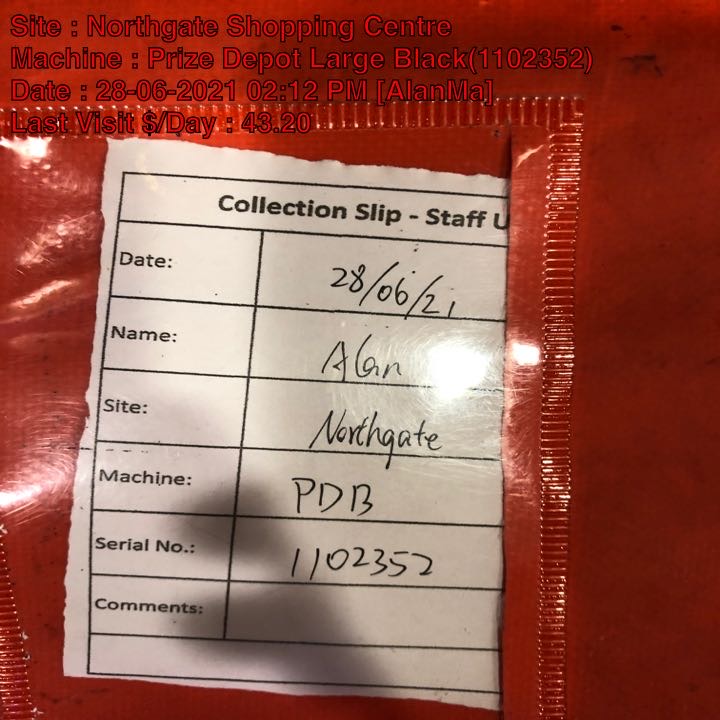 Site : Northgate Shopping Centre
Machine : Prize Depot Large Black(1102352)
Date : 28-06-2021 02:12 PM [AlanMa]
Last Visit $/Day : 43.20
Collection Slip - Staff U
Date: 28/06/21
Name: Alan
Site: Northgate
Machine: PDB
Serial No.: 1102352
Comments: